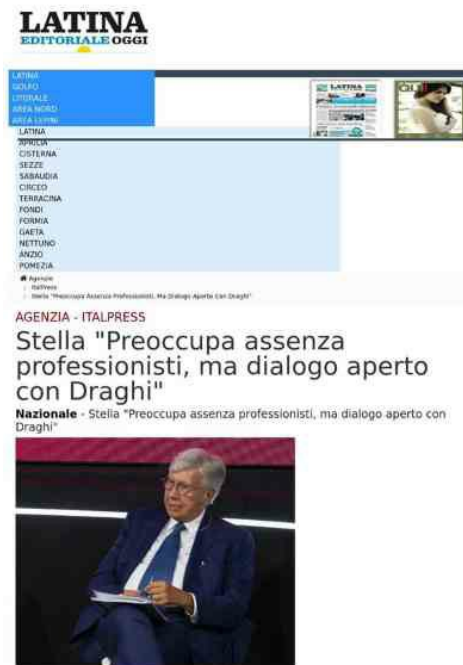 LATINA
EDITORIALE OGGI
LATINA
GOLFO
LITORALE
AREA NORD
AREA LEPINI
LATINA
APRILIA
CISTERNA
SEZZE
SABAUDIA
CIRCEO
TERRACINA
FONDI
FORMIA
GAETA
NETTUNO
ANZIO
POMEZIA
Agenzie
ItalPress
Stella "Preoccupa Assenza Professionisti, Ma Dialogo Aperto Con Draghi"
AGENZIA - ITALPRESS
Stella "Preoccupa assenza
professionisti, ma dialogo aperto
con Draghi"
Nazionale - Stella "Preoccupa assenza professionisti, ma dialogo aperto con
Draghi"